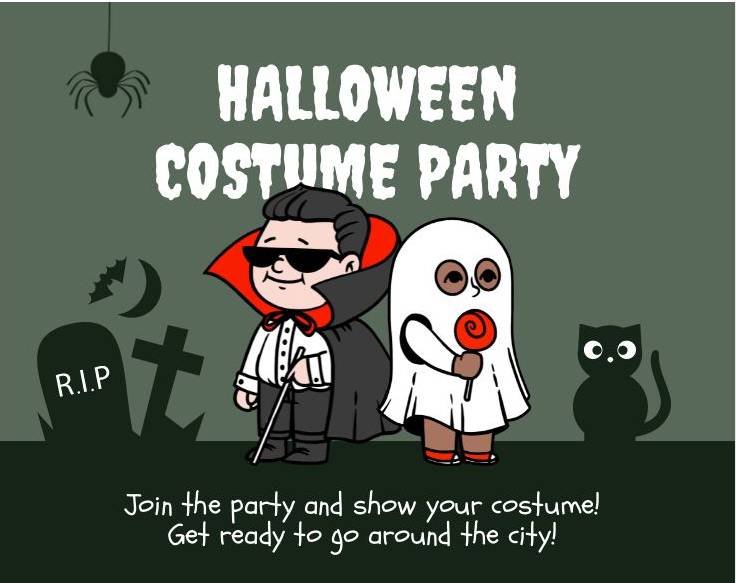 HALLOWEEN
COSTUME PARTY
R.I.P
Join the party and show your costume!
Get ready to go around the city!